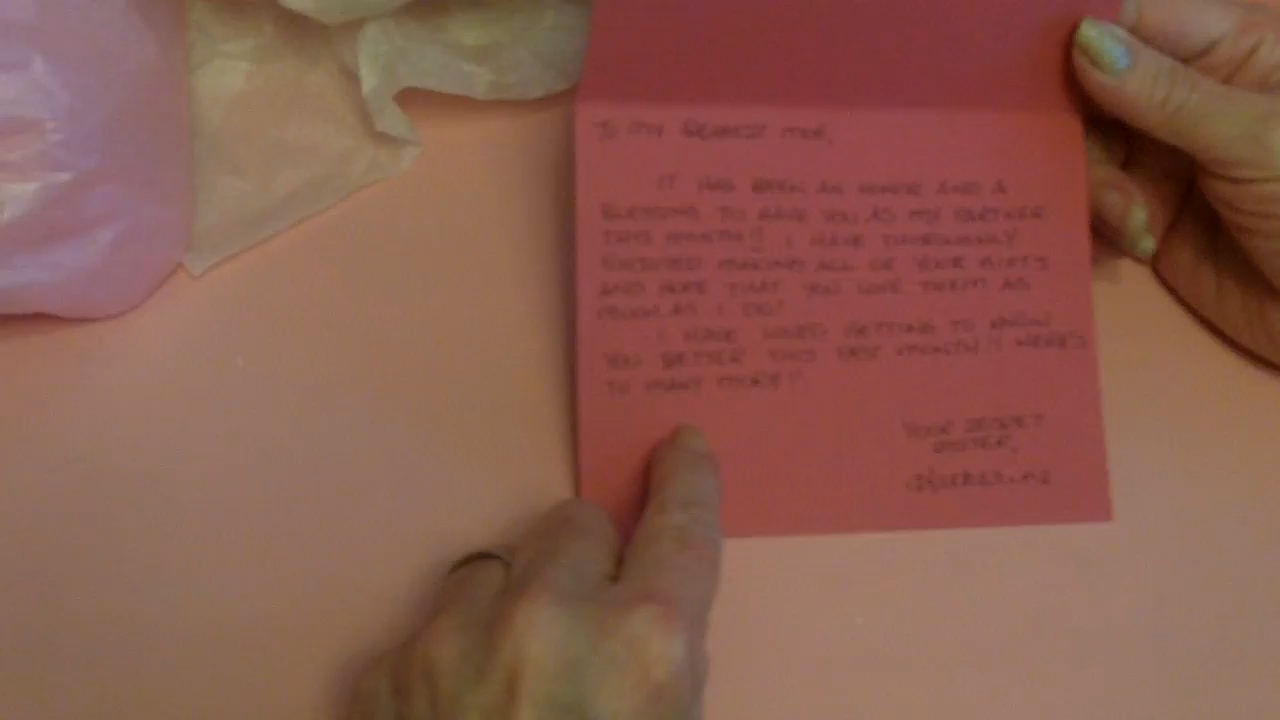 TO MY DEAREST
IT HAS BEEN AN HONOR AND A
BLESSING TO HAVE YOU AS MY PARTNER
THIS MONTH!! I HAVE THOROUGHLY
ENJOYED MAKING ALL OF YOUR GIFTS
AND HOPE THAT YOU LOVE THEM AS
MUCH AS I DO!
I HAVE LOVED GETTING TO KNOW
YOU BETTER THIS PAST MONTH!! HERE'S
TO MANY MORE!!
YOUR SECRET
SISTER,